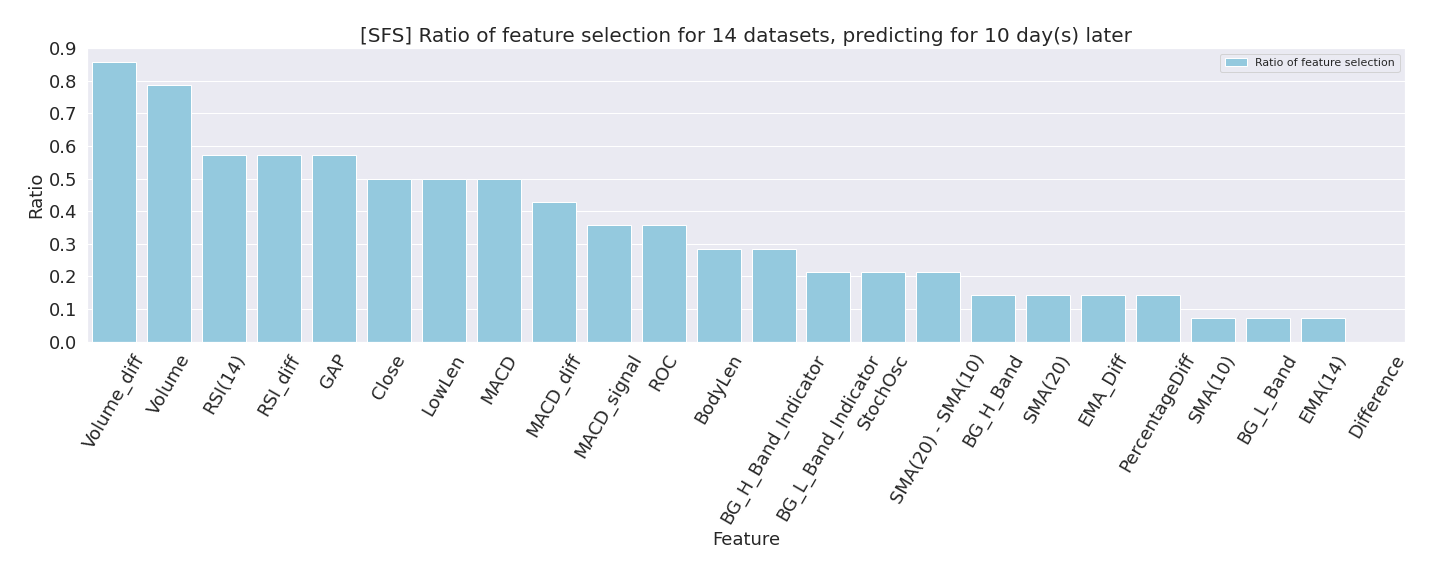 [SFS] Ratio of feature selection for 14 datasets, predicting for 10 day(s) later
Ratio of feature selection
Ratio
0.9
0.8
0.7
0.6
0.5
0.4
0.3
0.2
0.1
0.0
Volume_diff
Volume
RSI(14)
RSI_diff
GAP
Close
LowLen
MACD
MACD_diff
MACD_signal
ROC
BodyLen
BG_H_Band_Indicator
BG_L_Band_Indicator
StochOsc
SMA(20) - SMA(10)
BG_H_Band
SMA(20)
EMA_Diff
PercentageDiff
SMA(10)
BG_L_Band
EMA(14)
Difference
Feature